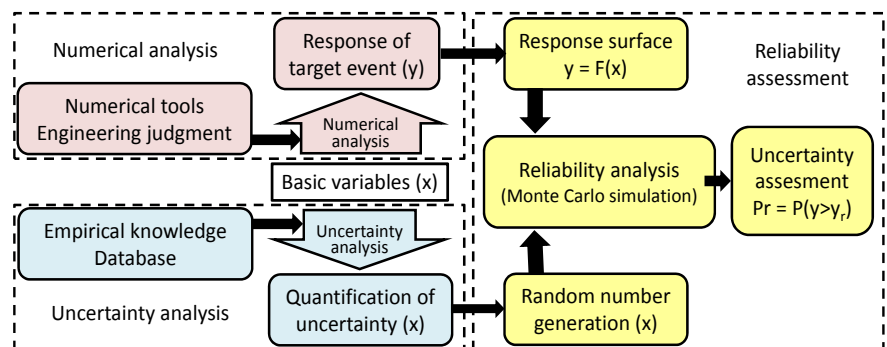 Numerical analysis
Response of
target event (y)
Numerical tools
Engineering judgment
Numerical
analysis
Basic variables (x)
Empirical knowledge
Database
Uncertainty
analysis
Uncertainty analysis
Quantification of
uncertainty (x)
Response surface
y = F(x)
Reliability
assessment
Reliability analysis
(Monte Carlo simulation)
Uncertainty
assesment
Pr = P(y>yr)
Random number
generation (x)